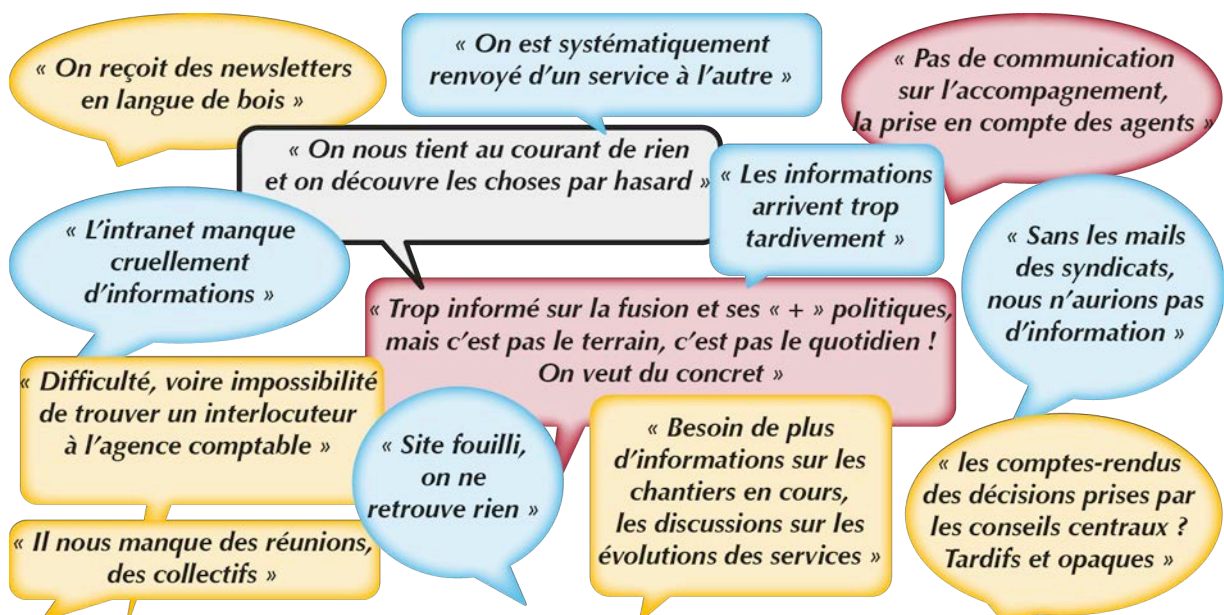 « On reçoit des newsletters
en langue de bois »
« On est systématiquement
renvoyé d'un service à l'autre »
« Pas de communication
sur l'accompagnement,
la prise en compte des agents »
« On nous tient au courant de rien
et on découvre les choses par hasard »
« Les informations
arrivent trop
tardivement »
« L'intranet manque
cruellement
d'informations »
« Sans les mails
des syndicats,
nous n'aurions pas
d'information »
« Trop informé sur la fusion et ses « + » politiques,
mais c'est pas le terrain, c'est pas le quotidien !
On veut du concret »
« Difficulté, voire impossibilité
de trouver un interlocuteur
à l'agence comptable »
« Site fouilli,
on ne
retrouve rien »
« Besoin de plus
d'informations sur les
chantiers en cours,
les discussions sur les
évolutions des services »
« les comptes-rendus
des décisions prises par
les conseils centraux ?
Tardifs et opaques »
« Il nous manque des réunions,
des collectifs »